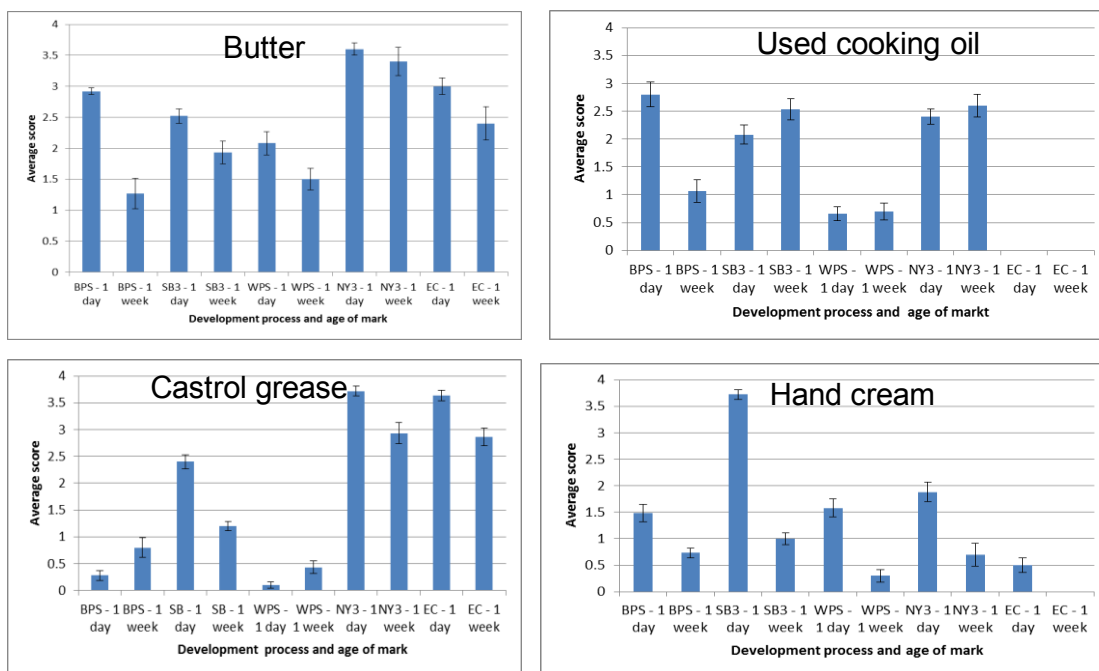 Butter
Average score
4
3.5
3
2.5
2
1.5
1
0.5
0
BPS - 1 day
BPS - 1 week
SB3 - 1 day
SB3 - 1 week
WPS - 1 day
WPS - 1 week
NY3 - 1 day
NY3 - 1 week
EC - 1 day
EC - 1 week
Development process and age of mark
Used cooking oil
Average score
4
3.5
3
2.5
2
1.5
1
0.5
0
BPS - 1 day
BPS - 1 week
SB3 - 1 day
SB3 - 1 week
WPS - 1 day
WPS - 1 week
NY3 - 1 day
NY3 - 1 week
EC - 1 day
EC - 1 week
Development process and age of markt
Castrol grease
Average score
4
3.5
3
2.5
2
1.5
1
0.5
0
BPS - 1 day
BPS - 1 week
SB - 1 day
SB - 1 week
WPS - 1 day
WPS - 1 week
NY3 - 1 day
NY3 - 1 week
EC - 1 day
EC - 1 week
Development process and age of mark
Hand cream
Average score
4
3.5
3
2.5
2
1.5
1
0.5
0
BPS - 1 day
BPS - 1 week
SB3 - 1 day
SB3 - 1 week
WPS - 1 day
WPS - 1 week
NY3 - 1 day
NY3 - 1 week
EC - 1 day
EC - 1 week
Development process and age of mark